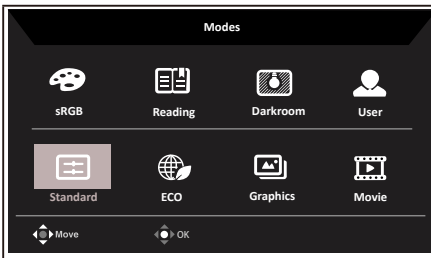 Modes
sRGB Reading Darkroom User
Standard ECO Graphics Movie
Move OK